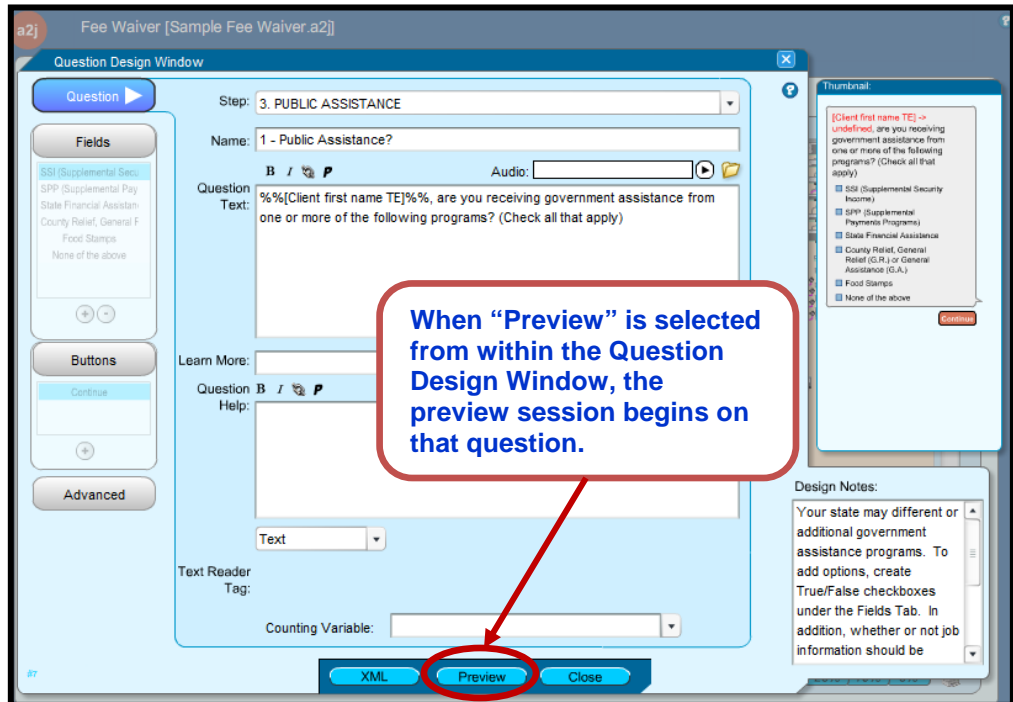 a2j
Fee Waiver [Sample Fee Waiver.a2j]]
Question Design Window
Question
Step:
3. PUBLIC ASSISTANCE
Fields
Name:
1 - Public Assistance?
SSI (Supplemental Secu
SPP (Supplemental Pay
State Financial Assistan
County Relief, General F
Food Stamps
None of the above
B I P
Audio:
Question
Text:
%%[Client first name TE]%%, are you receiving government assistance from
one or more of the following programs? (Check all that apply)
Buttons
Continue
Learn More:
Question
Help:
B I P
Advanced
Text
Text Reader
Tag:
Counting Variable:
#7
XML
Preview
Close
When “Preview” is selected
from within the Question
Design Window, the
preview session begins on
that question.
Thumbnail:
[Client first name TE] ->
undefined, are you receiving
government assistance from
one or more of the following
programs? (Check all that
apply)
SSI (Supplemental Security
Income)
SPP (Supplemental
Payments Programs)
State Financial Assistance
County Relief, General
Relief (G.R.) or General
Assistance (G.A.)
Food Stamps
None of the above
Continue
Design Notes:
Your state may different or
additional government
assistance programs. To
add options, create
True/False checkboxes
under the Fields Tab. In
addition, whether or not job
information should be